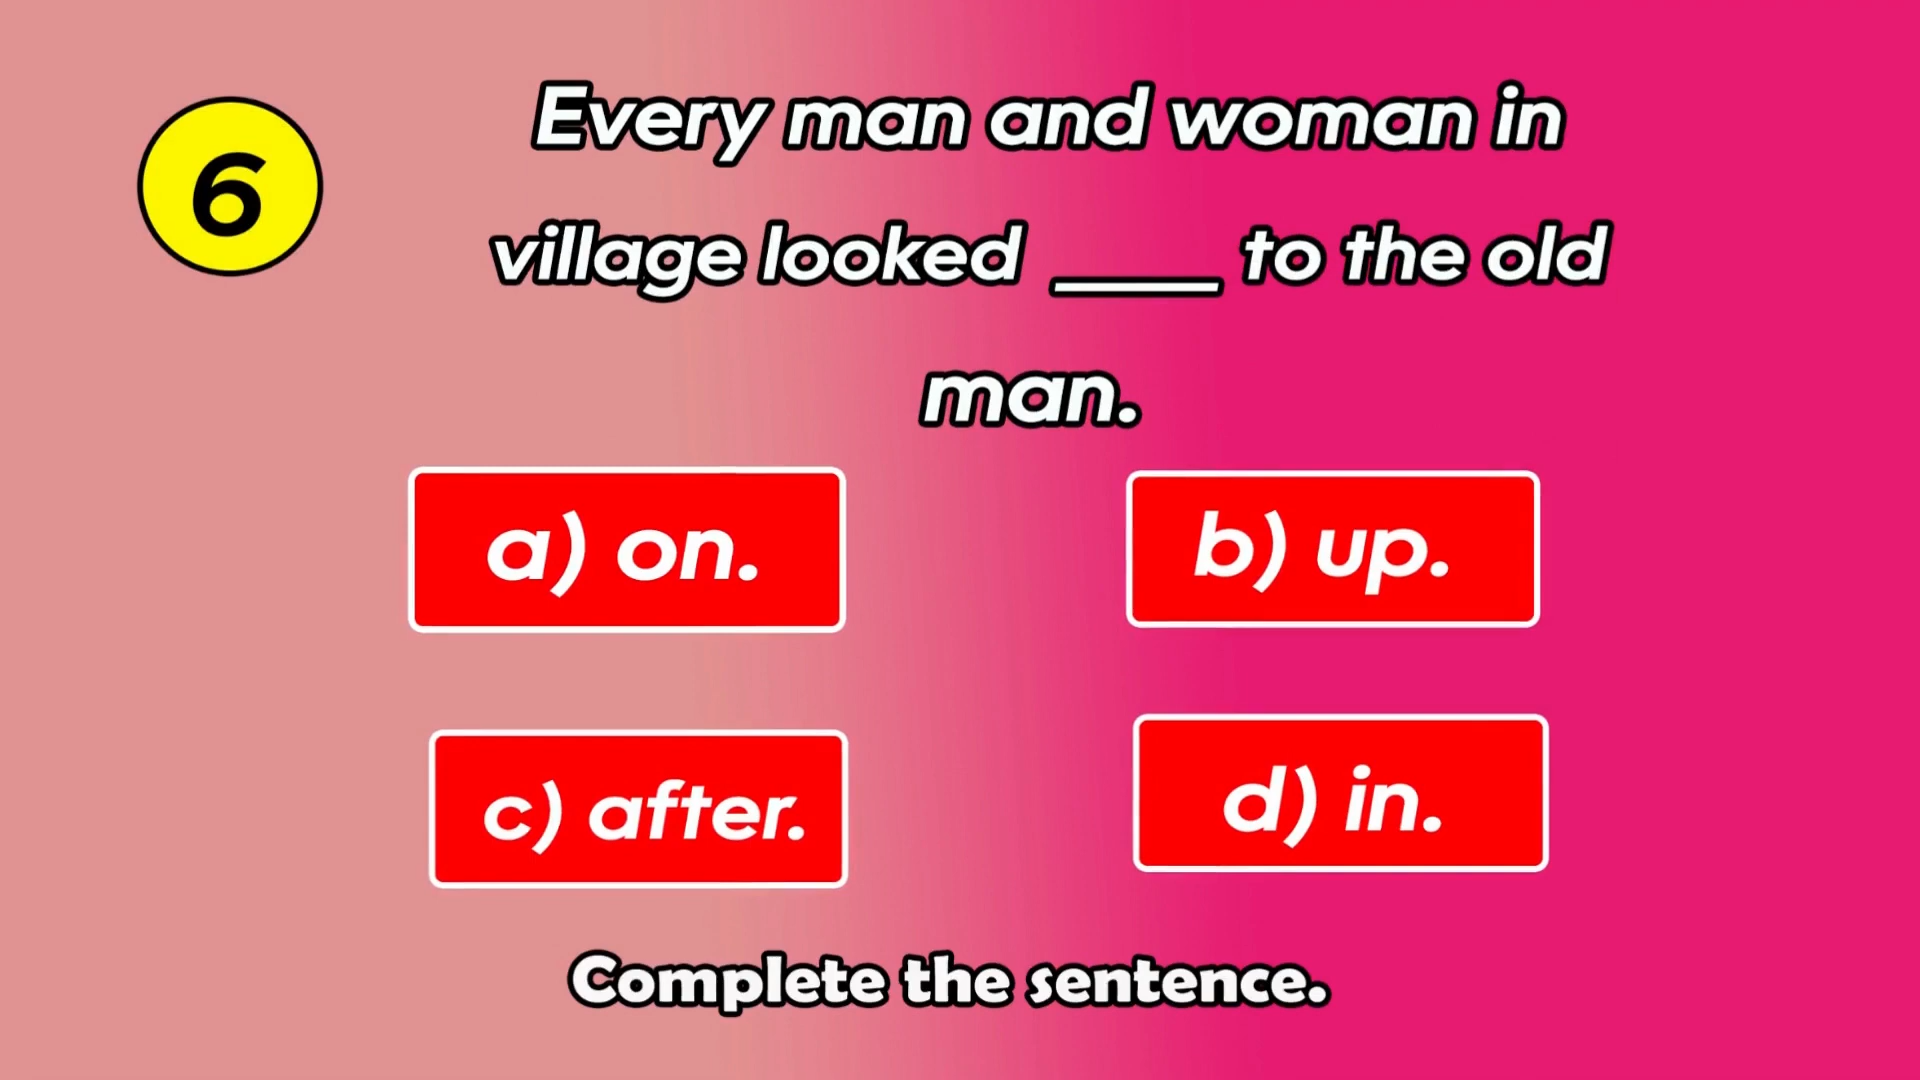 6
Every man and woman in
village looked ____ to the old
man.
a) on.
b) up.
c) after.
d) in.
Complete the sentence.